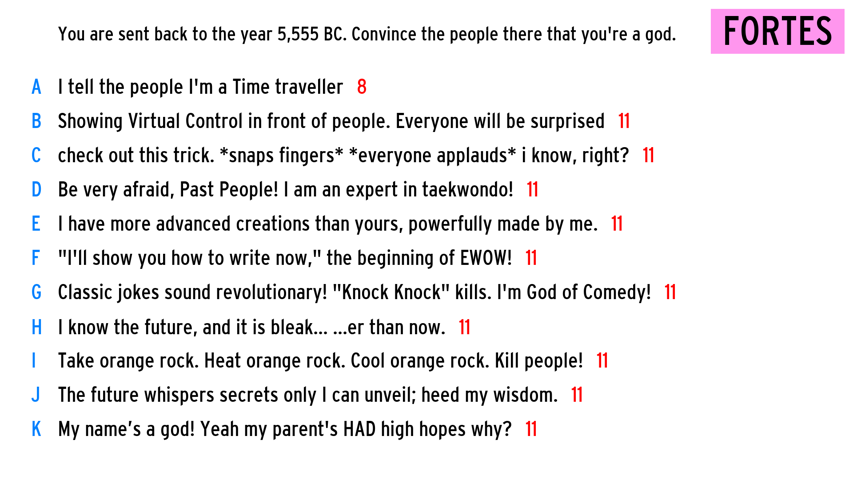 You are sent back to the year 5,555 BC. Convince the people there that you're a god.
FORTES
A I tell the people I'm a Time traveller 8
B Showing Virtual Control in front of people. Everyone will be surprised 11
C check out this trick. *snaps fingers* *everyone applauds* i know, right? 11
D Be very afraid, Past People! I am an expert in taekwondo! 11
E I have more advanced creations than yours, powerfully made by me. 11
F "I'll show you how to write now," the beginning of EWOW! 11
G Classic jokes sound revolutionary! "Knock Knock" kills. I'm God of Comedy! 11
H I know the future, and it is bleak... ...er than now. 11
I Take orange rock. Heat orange rock. Cool orange rock. Kill people! 11
J The future whispers secrets only I can unveil; heed my wisdom. 11
K My name’s a god! Yeah my parent's HAD high hopes why? 11